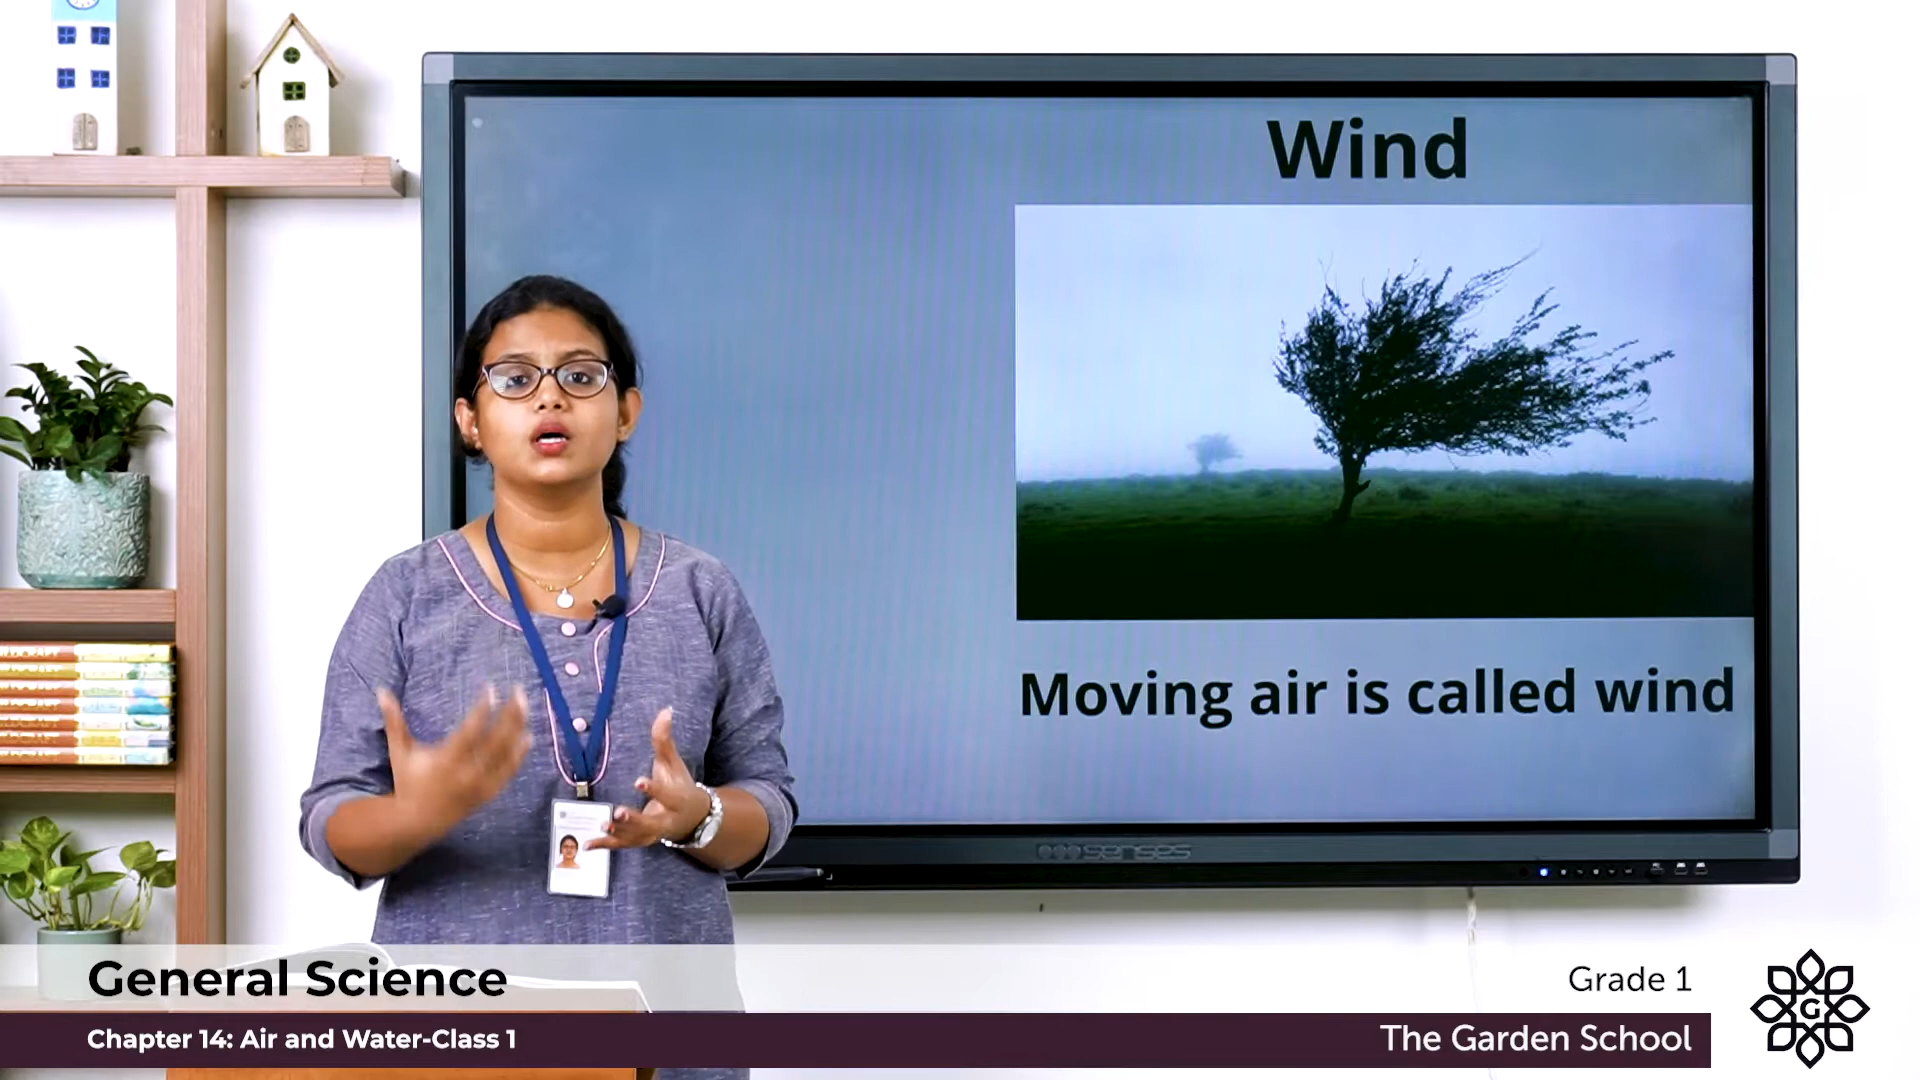 Wind
Moving air is called wind
senses
General Science
Grade 1
Chapter 14: Air and Water-Class 1
The Garden School
G